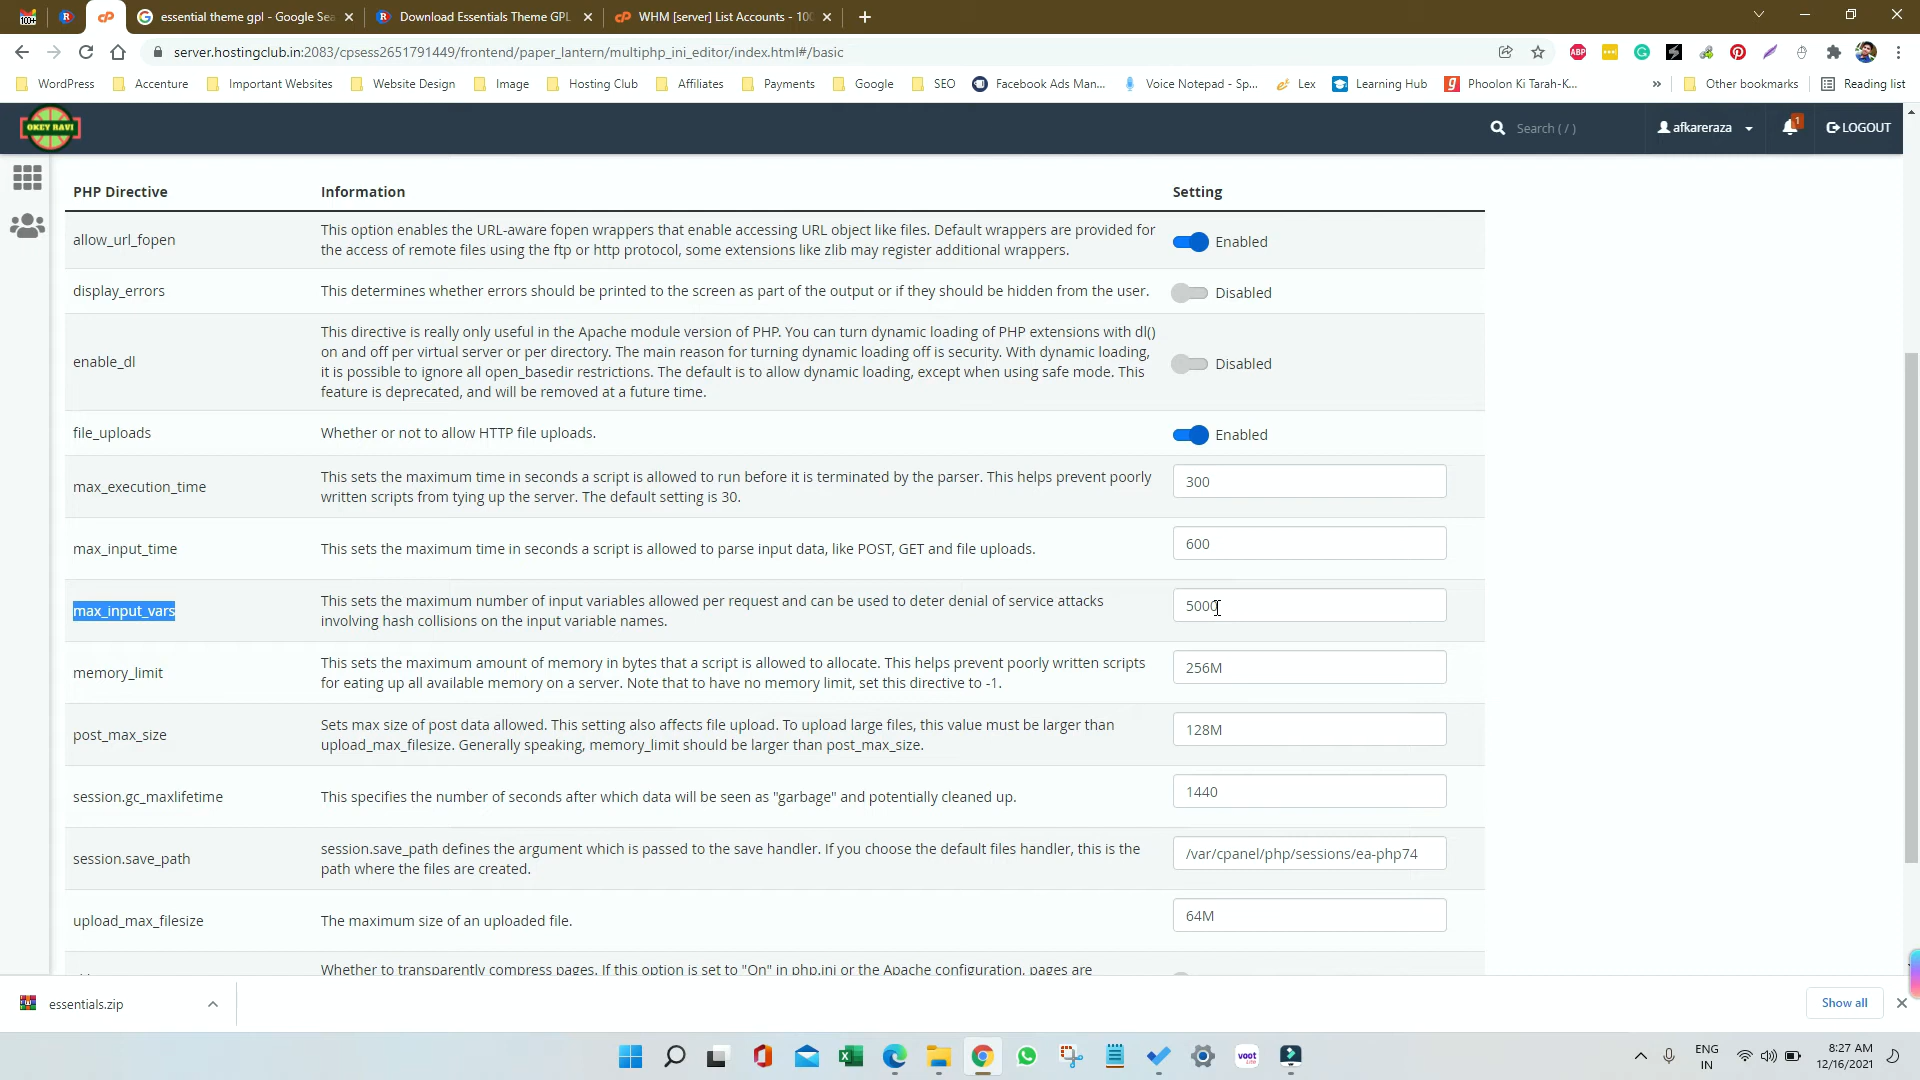 essential theme gpl - Google Sea
Download Essentials Theme GPL
WHM [server] List Accounts - 100
server.hostingclub.in:2083/cpsess2651791449/frontend/paper_lantern/multiphp_ini_editor/index.html#/basic
WordPress
Accenture
Important Websites
Website Design
Image
Hosting Club
Affiliates
Payments
Google
SEO
Facebook Ads Man...
Voice Notepad - Sp...
Lex
Learning Hub
Phoolon Ki Tarah-K...
»
Other bookmarks
Reading list
OKEY RAVI
Search ( / )
afkareraza
1
LOGOUT
PHP Directive
Information
Setting
allow_url_fopen
This option enables the URL-aware fopen wrappers that enable accessing URL object like files. Default wrappers are provided for
the access of remote files using the ftp or http protocol, some extensions like zlib may register additional wrappers.
Enabled
display_errors
This determines whether errors should be printed to the screen as part of the output or if they should be hidden from the user.
Disabled
enable_dl
This directive is really only useful in the Apache module version of PHP. You can turn dynamic loading of PHP extensions with dl()
on and off per virtual server or per directory. The main reason for turning dynamic loading off is security. With dynamic loading,
it is possible to ignore all open_basedir restrictions. The default is to allow dynamic loading, except when using safe mode. This
feature is deprecated, and will be removed at a future time.
Disabled
file_uploads
Whether or not to allow HTTP file uploads.
Enabled
max_execution_time
This sets the maximum time in seconds a script is allowed to run before it is terminated by the parser. This helps prevent poorly
written scripts from tying up the server. The default setting is 30.
300
max_input_time
This sets the maximum time in seconds a script is allowed to parse input data, like POST, GET and file uploads.
600
max_input_vars
This sets the maximum number of input variables allowed per request and can be used to deter denial of service attacks
involving hash collisions on the input variable names.
5000
memory_limit
This sets the maximum amount of memory in bytes that a script is allowed to allocate. This helps prevent poorly written scripts
for eating up all available memory on a server. Note that to have no memory limit, set this directive to -1.
256M
post_max_size
Sets max size of post data allowed. This setting also affects file upload. To upload large files, this value must be larger than
upload_max_filesize. Generally speaking, memory_limit should be larger than post_max_size.
128M
session.gc_maxlifetime
This specifies the number of seconds after which data will be seen as "garbage" and potentially cleaned up.
1440
session.save_path
session.save_path defines the argument which is passed to the save handler. If you choose the default files handler, this is the
path where the files are created.
/var/cpanel/php/sessions/ea-php74
upload_max_filesize
The maximum size of an uploaded file.
64M
Whether to transparently compress pages. If this option is set to "On" in php.ini or the Apache configuration, pages are
essentials.zip
Show all
ENG
IN
8:27 AM
12/16/2021